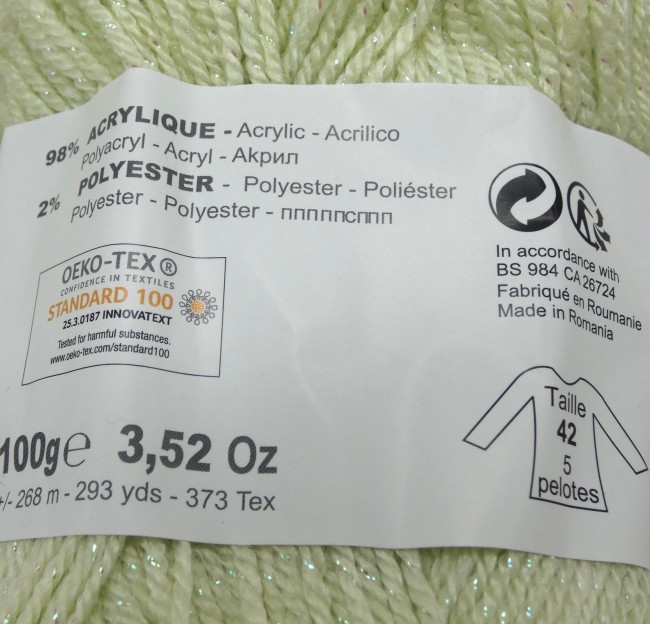 98% ACRYLIQUE - Acrylic - Acrilico
Polyacryl - Acryl - Акрил
2% POLYESTER - Polyester - Poliéster
Polyester - Polyester - пппппсппп
OEKO-TEX®
CONFIDENCE IN TEXTILES
STANDARD 100
25.3.0187 INNOVATEXT
Tested for harmful substances.
www.oeko-tex.com/standard100
In accordance with
BS 984 CA 26724
Fabriqué en Roumanie
Made in Romania
100g℮ 3,52 Oz
+/- 268 m - 293 yds - 373 Tex
Taille
42
5
pelotes